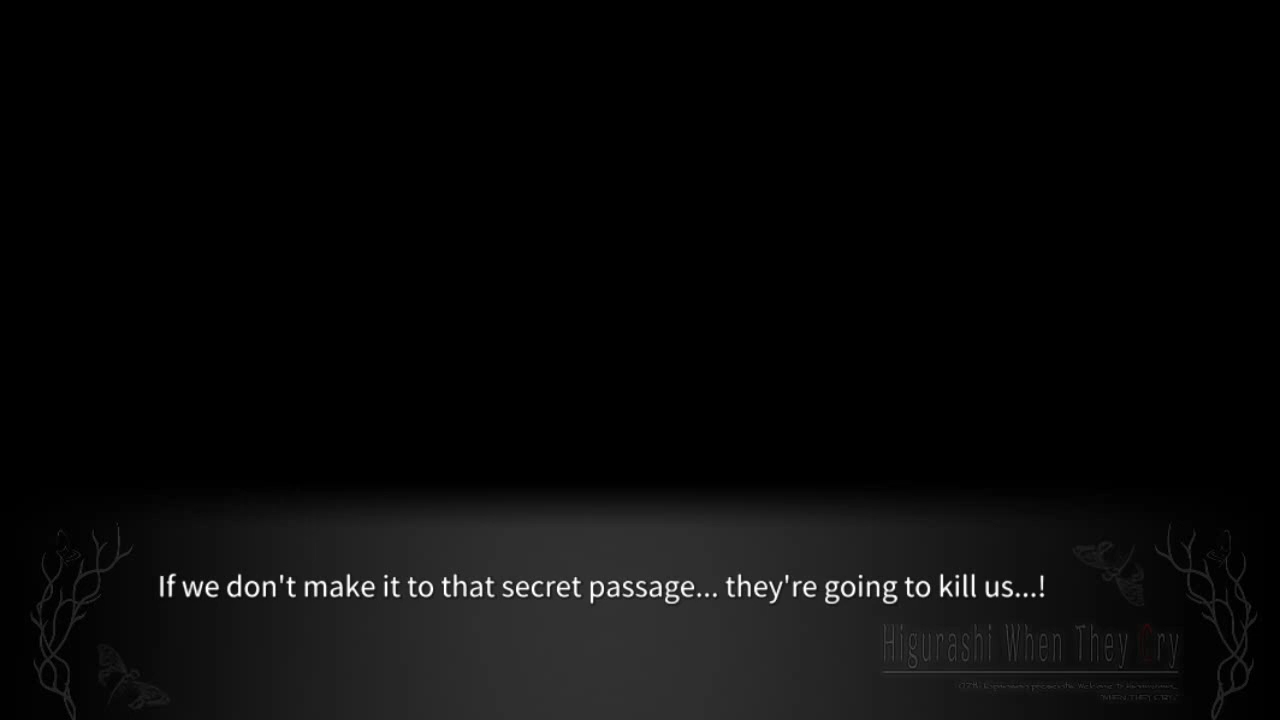 If we don't make it to that secret passage... they're going to kill us...!
Higurashi When They Cry